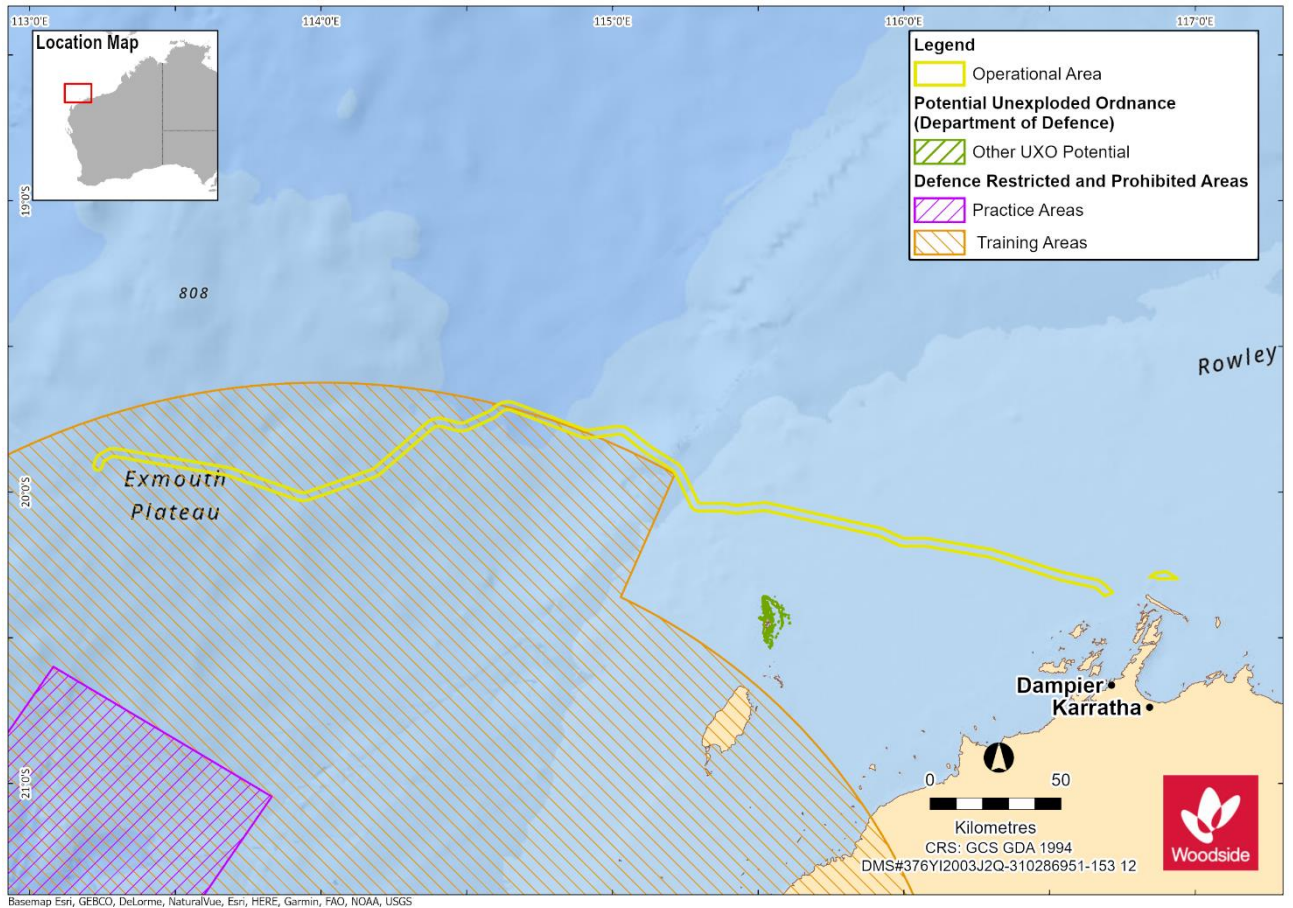 113°0'E
114°0'E
115°0'E
116°0'E
117°0'E
Location Map
Legend
Operational Area
Potential Unexploded Ordnance
(Department of Defence)
Other UXO Potential
Defence Restricted and Prohibited Areas
Practice Areas
Training Areas
19°0'S
808
Rowley
Exmouth
Plateau
20°0'S
Dampier
Karratha
21°0'S
0 50
Kilometres
CRS: GCS GDA 1994
DMS#376YI2003J2Q-310286951-153 12
Woodside
Basemap Esri, GEBCO, DeLorme, NaturalVue, Esri, HERE, Garmin, FAO, NOAA, USGS